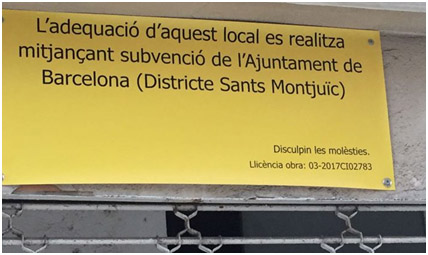 L'adequació d'aquest local es realitza
mitjançant subvenció de l'Ajuntament de
Barcelona (Districte Sants Montjuïc)
Disculpin les molèsties.
Llicència obra: 03-2017CI02783